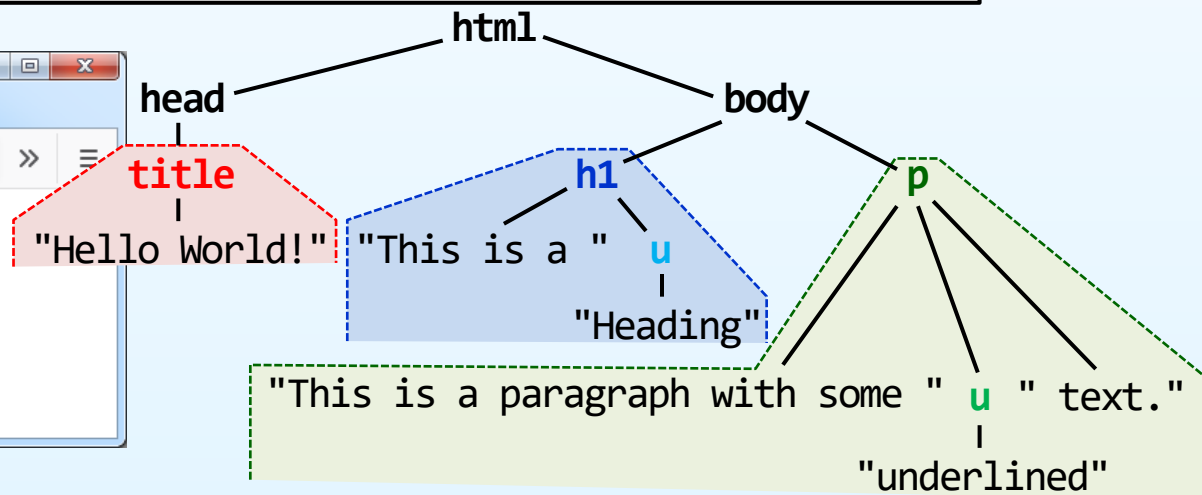 html
head body
title h1 p
"Hello World!" "This is a " u
"Heading"
"This is a paragraph with some " u " text."
"underlined"